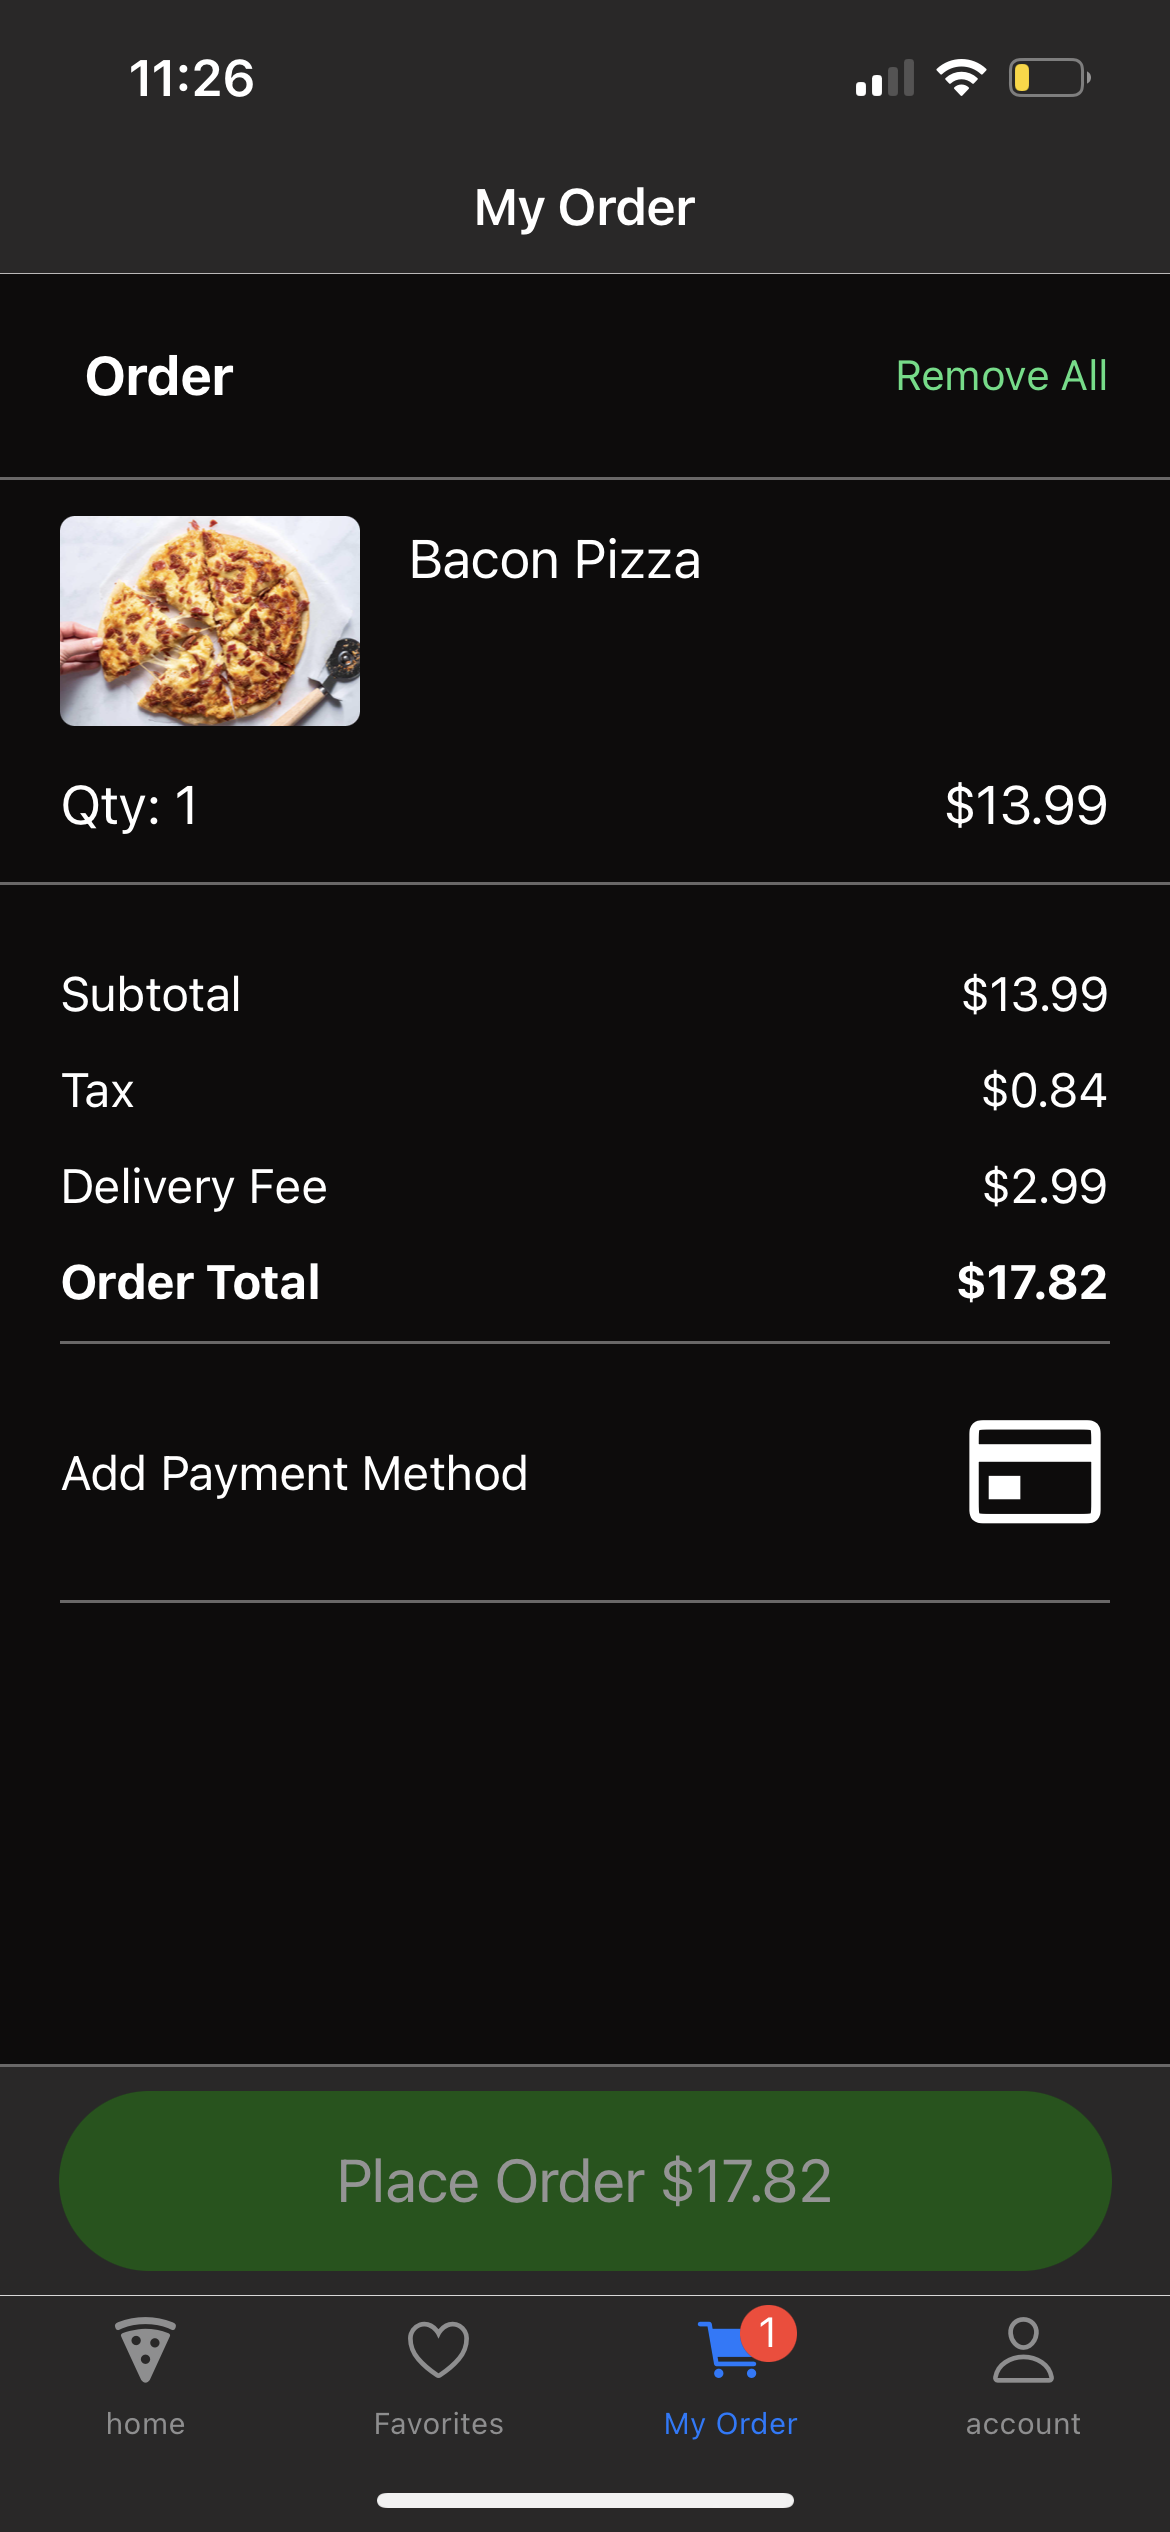 11:26
My Order
Order
Remove All
Bacon Pizza
Qty: 1
$13.99
Subtotal
$13.99
Tax
$0.84
Delivery Fee
$2.99
Order Total
$17.82
Add Payment Method
Place Order $17.82
1
home
Favorites
My Order
account